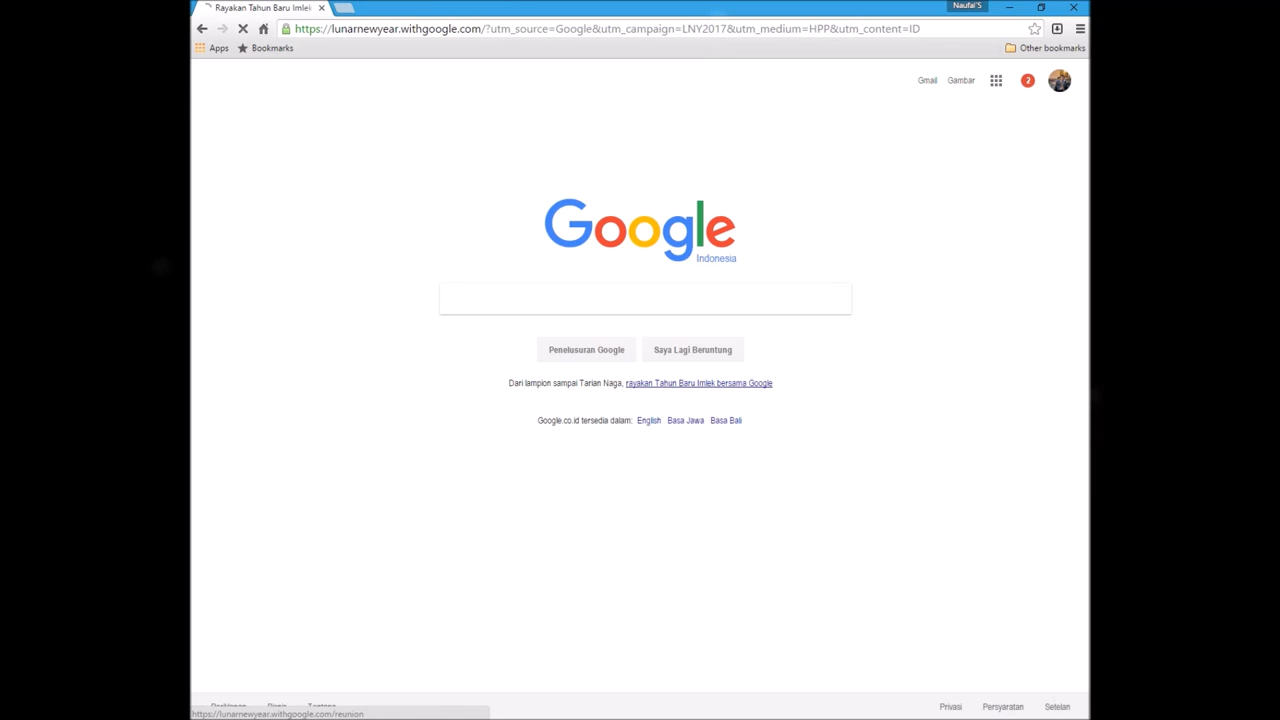 Rayakan Tahun Baru Imlek
Naufal'S
https://lunarnewyear.withgoogle.com/?utm_source=Google&utm_campaign=LNY2017&utm_medium=HPP&utm_content=ID
Apps Bookmarks Other bookmarks
Gmail Gambar 2
Google
Indonesia
Penelusuran Google Saya Lagi Beruntung
Dari lampion sampai Tarian Naga, rayakan Tahun Baru Imlek bersama Google
Google.co.id tersedia dalam: English Basa Jawa Basa Bali
Privasi Persyaratan Setelan
https://lunarnewyear.withgoogle.com/reunion